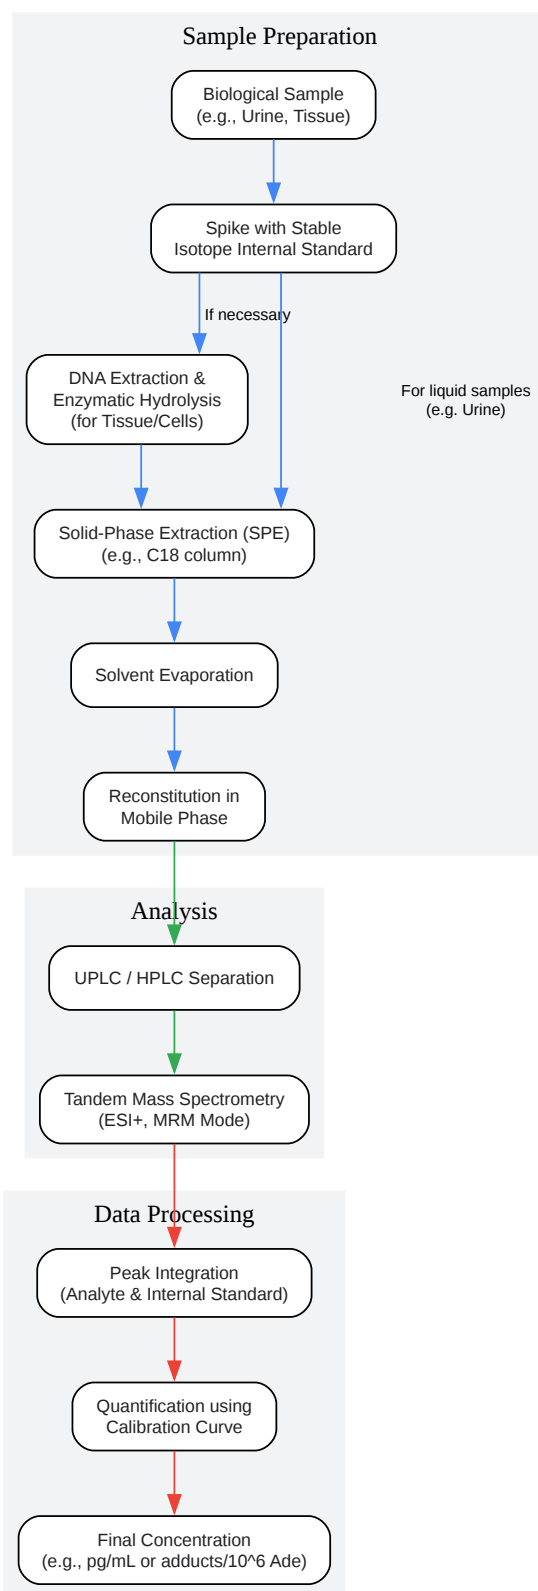 Sample Preparation
Biological Sample
(e.g., Urine, Tissue)
Spike with Stable
Isotope Internal Standard
If necessary
DNA Extraction &
Enzymatic Hydrolysis
(for Tissue/Cells)
For liquid samples
(e.g. Urine)
Solid-Phase Extraction (SPE)
(e.g., C18 column)
Solvent Evaporation
Reconstitution in
Mobile Phase
Analysis
UPLC / HPLC Separation
Tandem Mass Spectrometry
(ESI+, MRM Mode)
Data Processing
Peak Integration
(Analyte & Internal Standard)
Quantification using
Calibration Curve
Final Concentration
(e.g., pg/mL or adducts/10^6 Ade)